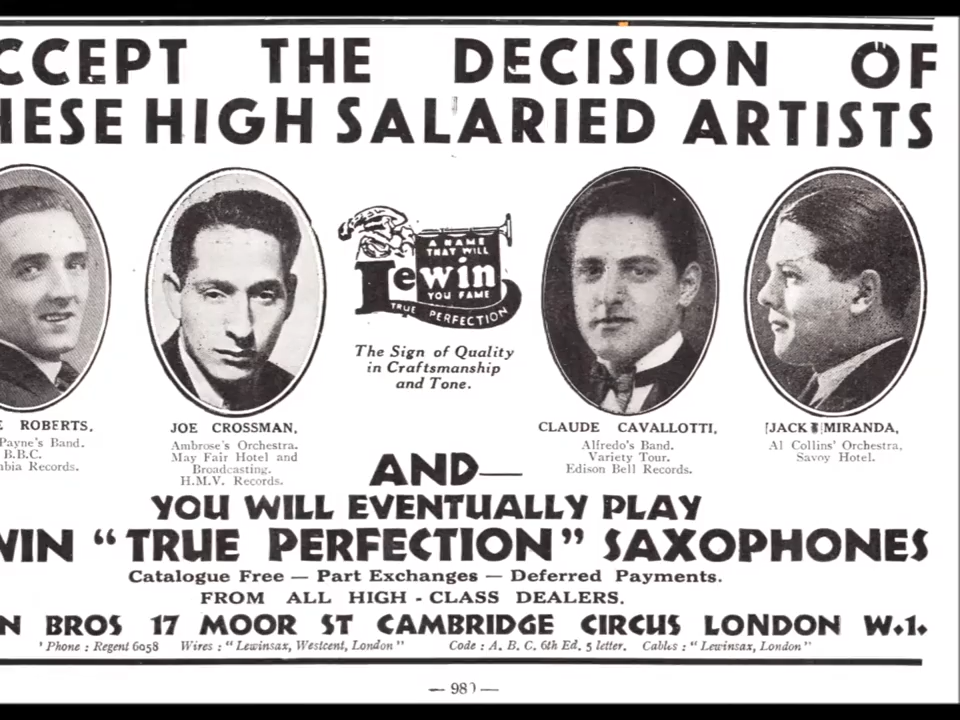 CCEPT THE DECISION OF
HESE HIGH SALARIED ARTISTS
A NAME
THAT WILL
Lewin
YOU FAME
TRUE PERFECTION
The Sign of Quality
in Craftsmanship
and Tone.
E ROBERTS.
Payne's Band.
B.B.C.
bia Records.
JOE CROSSMAN,
Ambrose's Orchestra.
May Fair Hotel and
Broadcasting.
H.M.V. Records.
CLAUDE CAVALLOTTI,
Alfredo's Band.
Variety Tour.
Edison Bell Records.
JACK MIRANDA,
Al Collins' Orchestra,
Savoy Hotel.
AND—
YOU WILL EVENTUALLY PLAY
WIN "TRUE PERFECTION" SAXOPHONES
Catalogue Free — Part Exchanges — Deferred Payments.
FROM ALL HIGH - CLASS DEALERS.
N BROS 17 MOOR ST CAMBRIDGE CIRCUS LONDON W.1.
'Phone : Regent 6058 Wires : "Lewinsax, Westcent, London" Code : A. B. C. 6th Ed. 5 letter. Cables : "Lewinsax, London"